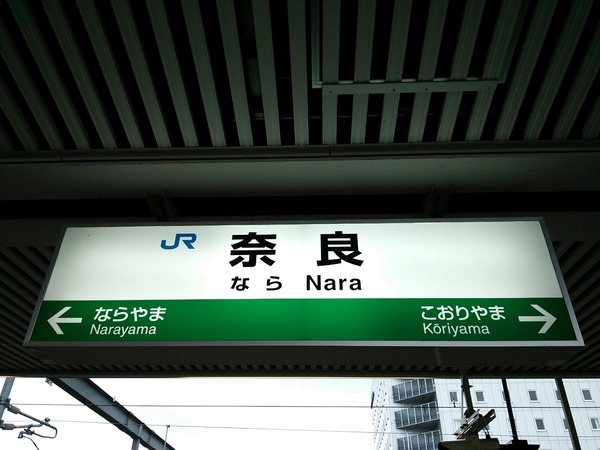 JR 奈良
なら Nara
← ならやま こおりやま →
Narayama Kōriyama